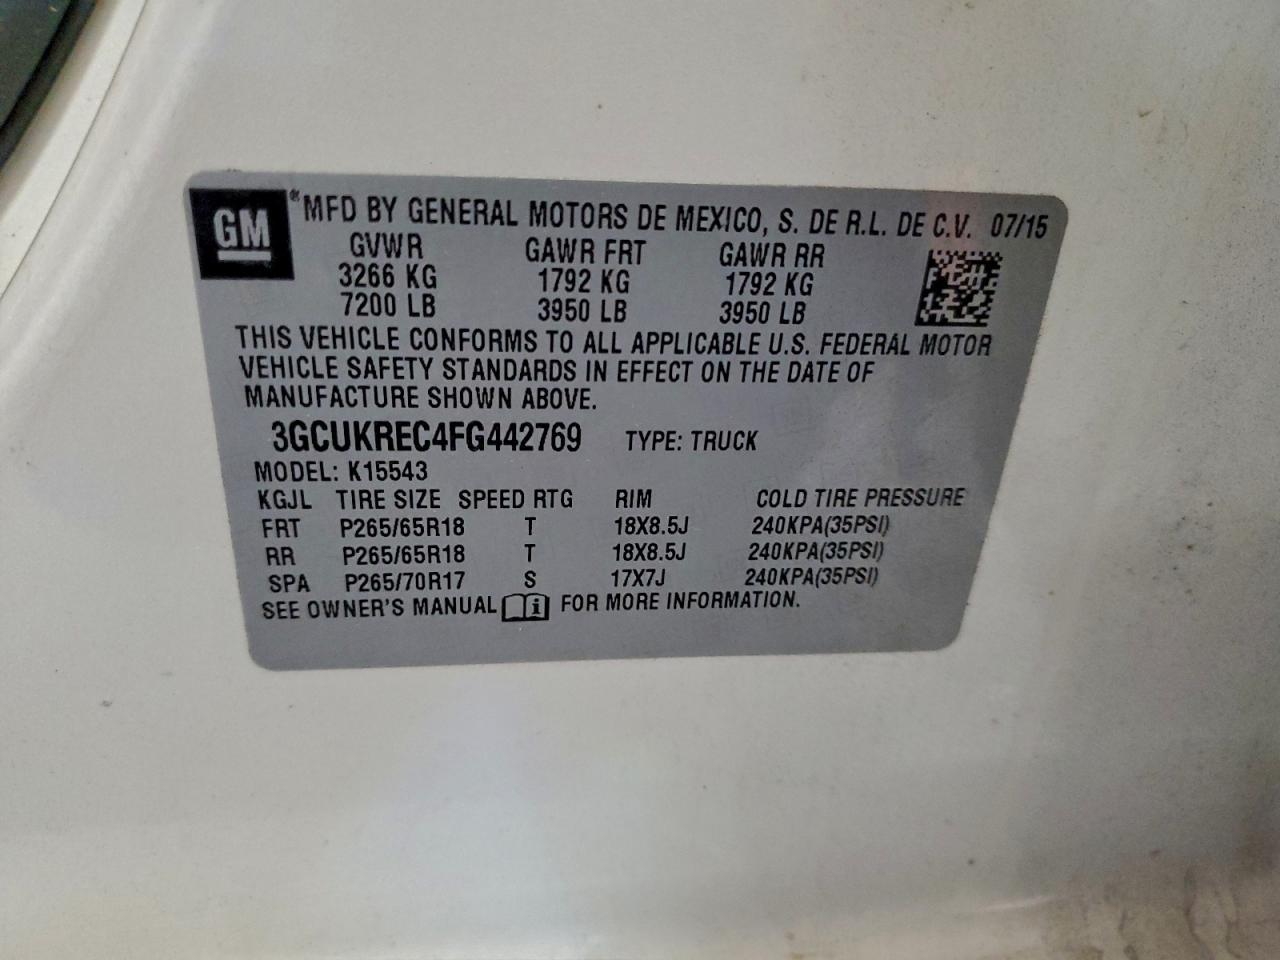 GM ®MFD BY GENERAL MOTORS DE MEXICO, S. DE R.L. DE C.V. 07/15
GVWR GAWR FRT GAWR RR
3266 KG 1792 KG 1792 KG
7200 LB 3950 LB 3950 LB
THIS VEHICLE CONFORMS TO ALL APPLICABLE U.S. FEDERAL MOTOR
VEHICLE SAFETY STANDARDS IN EFFECT ON THE DATE OF
MANUFACTURE SHOWN ABOVE.
3GCUKREC4FG442769 TYPE: TRUCK
MODEL: K15543
KGJL TIRE SIZE SPEED RTG RIM COLD TIRE PRESSURE
FRT P265/65R18 T 18X8.5J 240KPA(35PSI)
RR P265/65R18 T 18X8.5J 240KPA(35PSI)
SPA P265/70R17 S 17X7J 240KPA(35PSI)
SEE OWNER'S MANUAL FOR MORE INFORMATION.